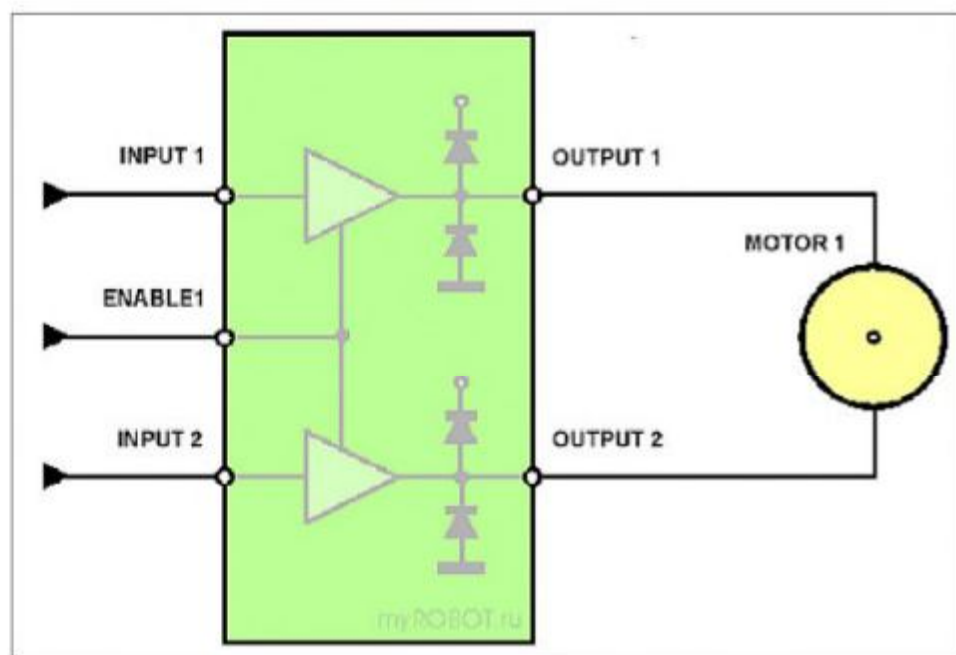 INPUT 1
OUTPUT 1
MOTOR 1
ENABLE1
INPUT 2
OUTPUT 2
myROBOT.ru